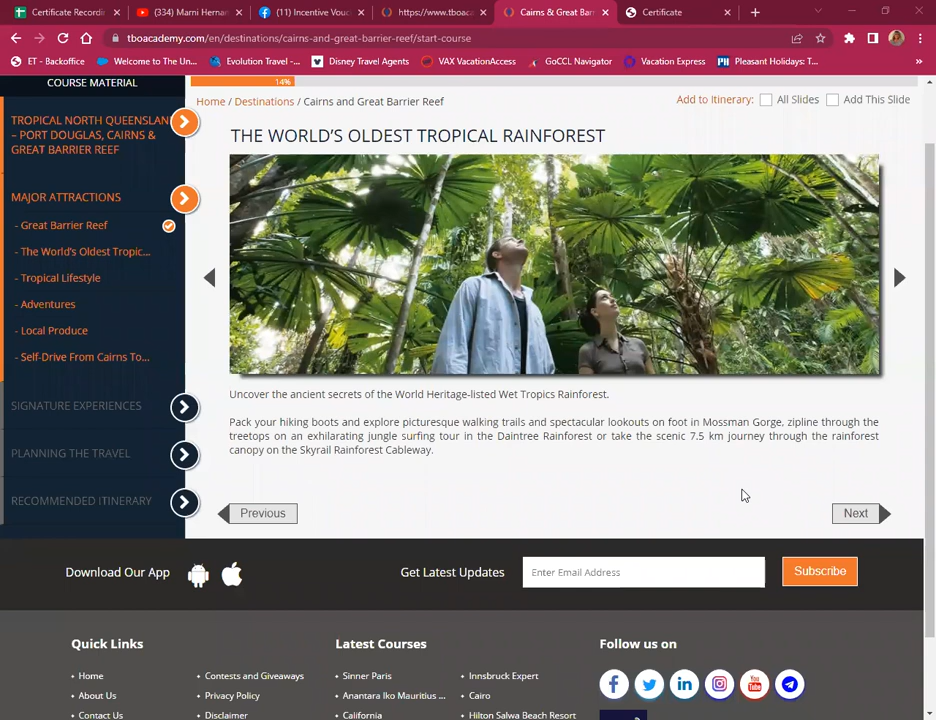 Certificate Recordi
(334) Marni Hernan
(11) Incentive Vouc
https://www.tboac
Cairns & Great Barr
Certificate
tboacademy.com/en/destinations/cairns-and-great-barrier-reef/start-course
ET - Backoffice
Welcome to The Un...
Evolution Travel -...
Disney Travel Agents
VAX VacationAccess
GoCCL Navigator
Vacation Express
Pleasant Holidays: T...
»
COURSE MATERIAL
14%
Home / Destinations / Cairns and Great Barrier Reef
Add to Itinerary: All Slides Add This Slide
TROPICAL NORTH QUEENSLAN
– PORT DOUGLAS, CAIRNS &
GREAT BARRIER REEF
MAJOR ATTRACTIONS
- Great Barrier Reef
- The World's Oldest Tropic...
- Tropical Lifestyle
- Adventures
- Local Produce
- Self-Drive From Cairns To...
SIGNATURE EXPERIENCES
PLANNING THE TRAVEL
RECOMMENDED ITINERARY
THE WORLD'S OLDEST TROPICAL RAINFOREST
Uncover the ancient secrets of the World Heritage-listed Wet Tropics Rainforest.
Pack your hiking boots and explore picturesque walking trails and spectacular lookouts on foot in Mossman Gorge, zipline through the
treetops on an exhilarating jungle surfing tour in the Daintree Rainforest or take the scenic 7.5 km journey through the rainforest
canopy on the Skyrail Rainforest Cableway.
Previous
Next
Download Our App
Get Latest Updates
Enter Email Address
Subscribe
Quick Links
Home
About Us
Contact Us
Contests and Giveaways
Privacy Policy
Disclaimer
Latest Courses
Sinner Paris
Anantara Iko Mauritius ...
California
Innsbruck Expert
Cairo
Hilton Salwa Beach Resort
Follow us on
You
Tube